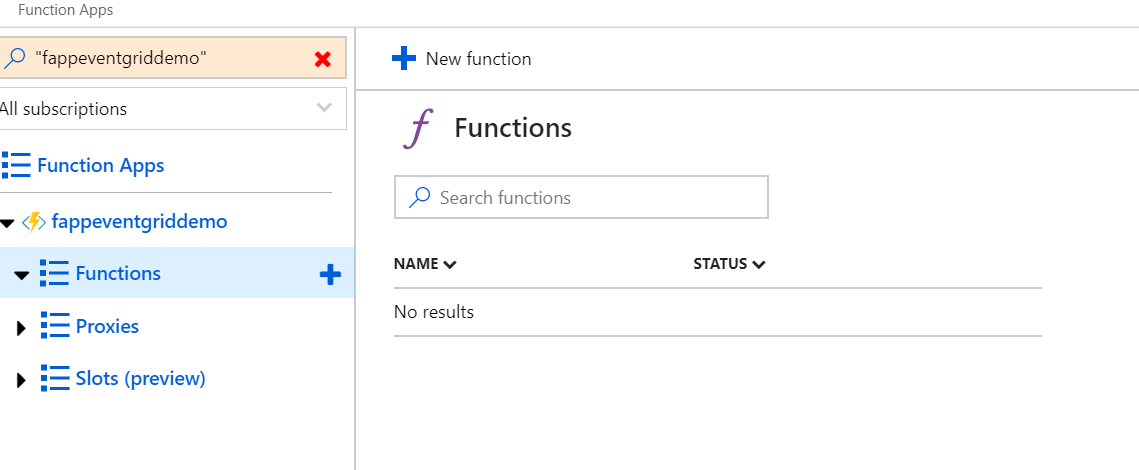 Function Apps
"fappeventgriddemo"
All subscriptions
Function Apps
fappeventgriddemo
Functions
Proxies
Slots (preview)
New function
Functions
Search functions
NAME STATUS
No results